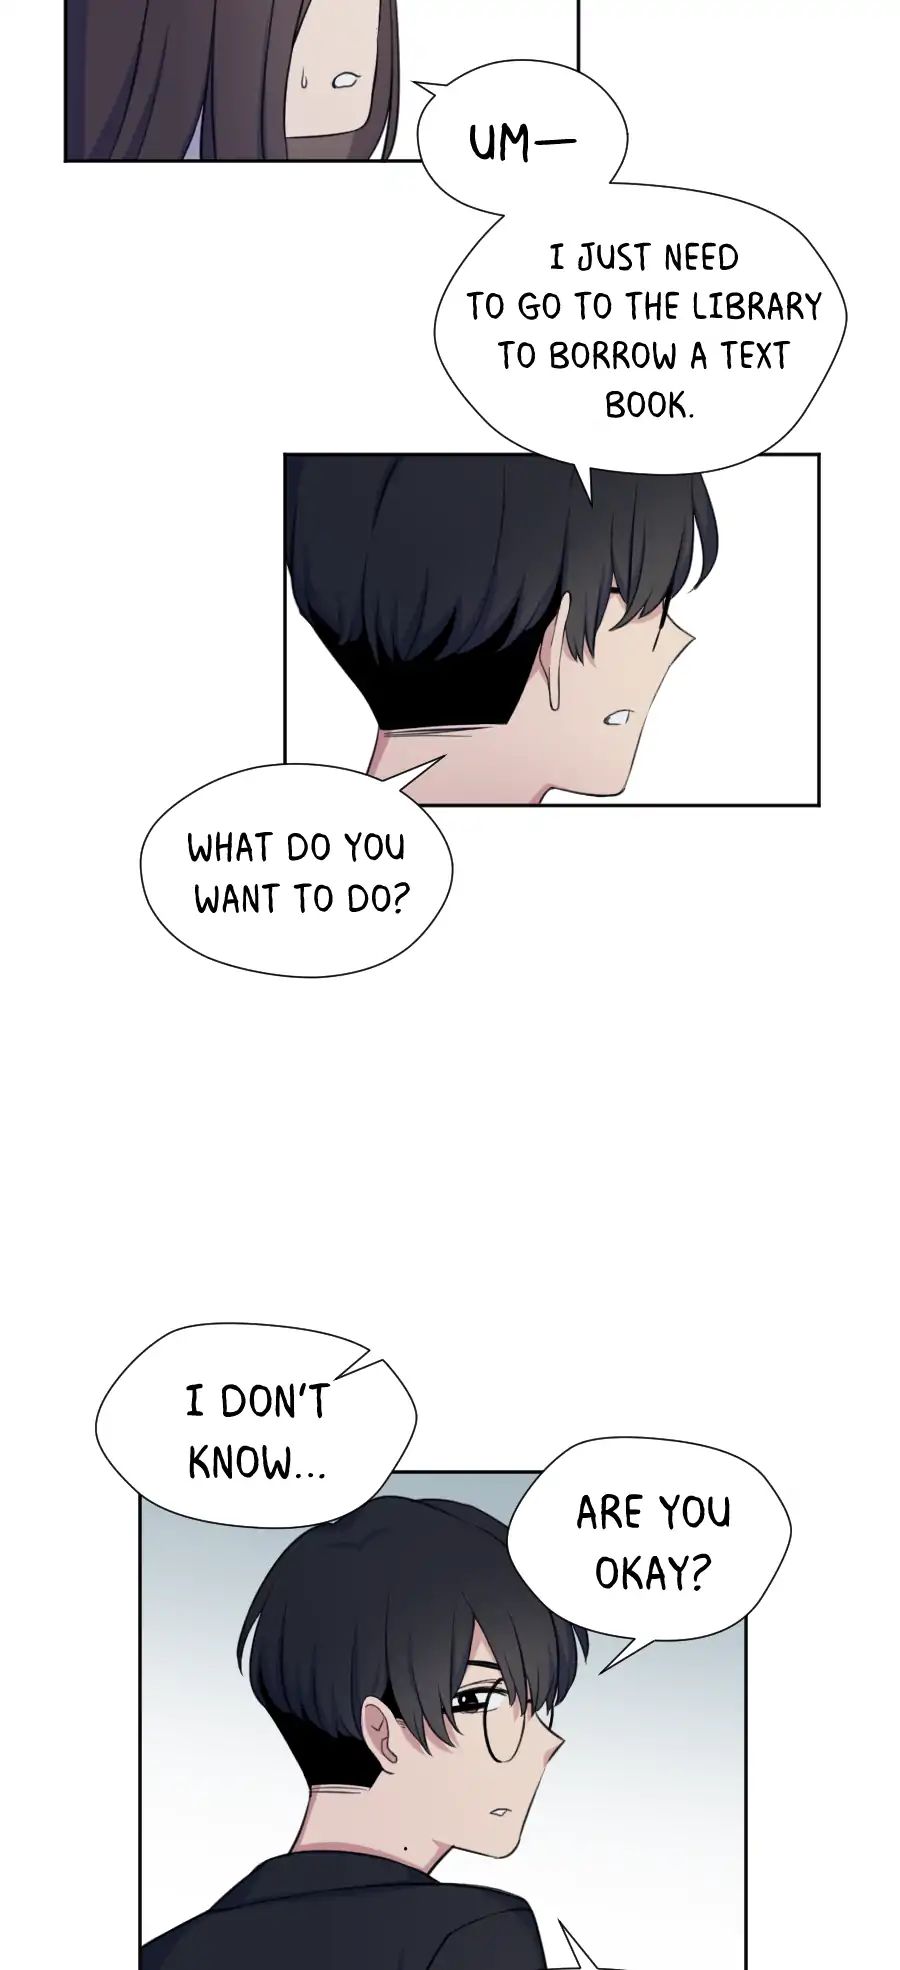 UM—
I JUST NEED
TO GO TO THE LIBRARY
TO BORROW A TEXT
BOOK.
WHAT DO YOU
WANT TO DO?
I DON'T
KNOW...
ARE YOU
OKAY?